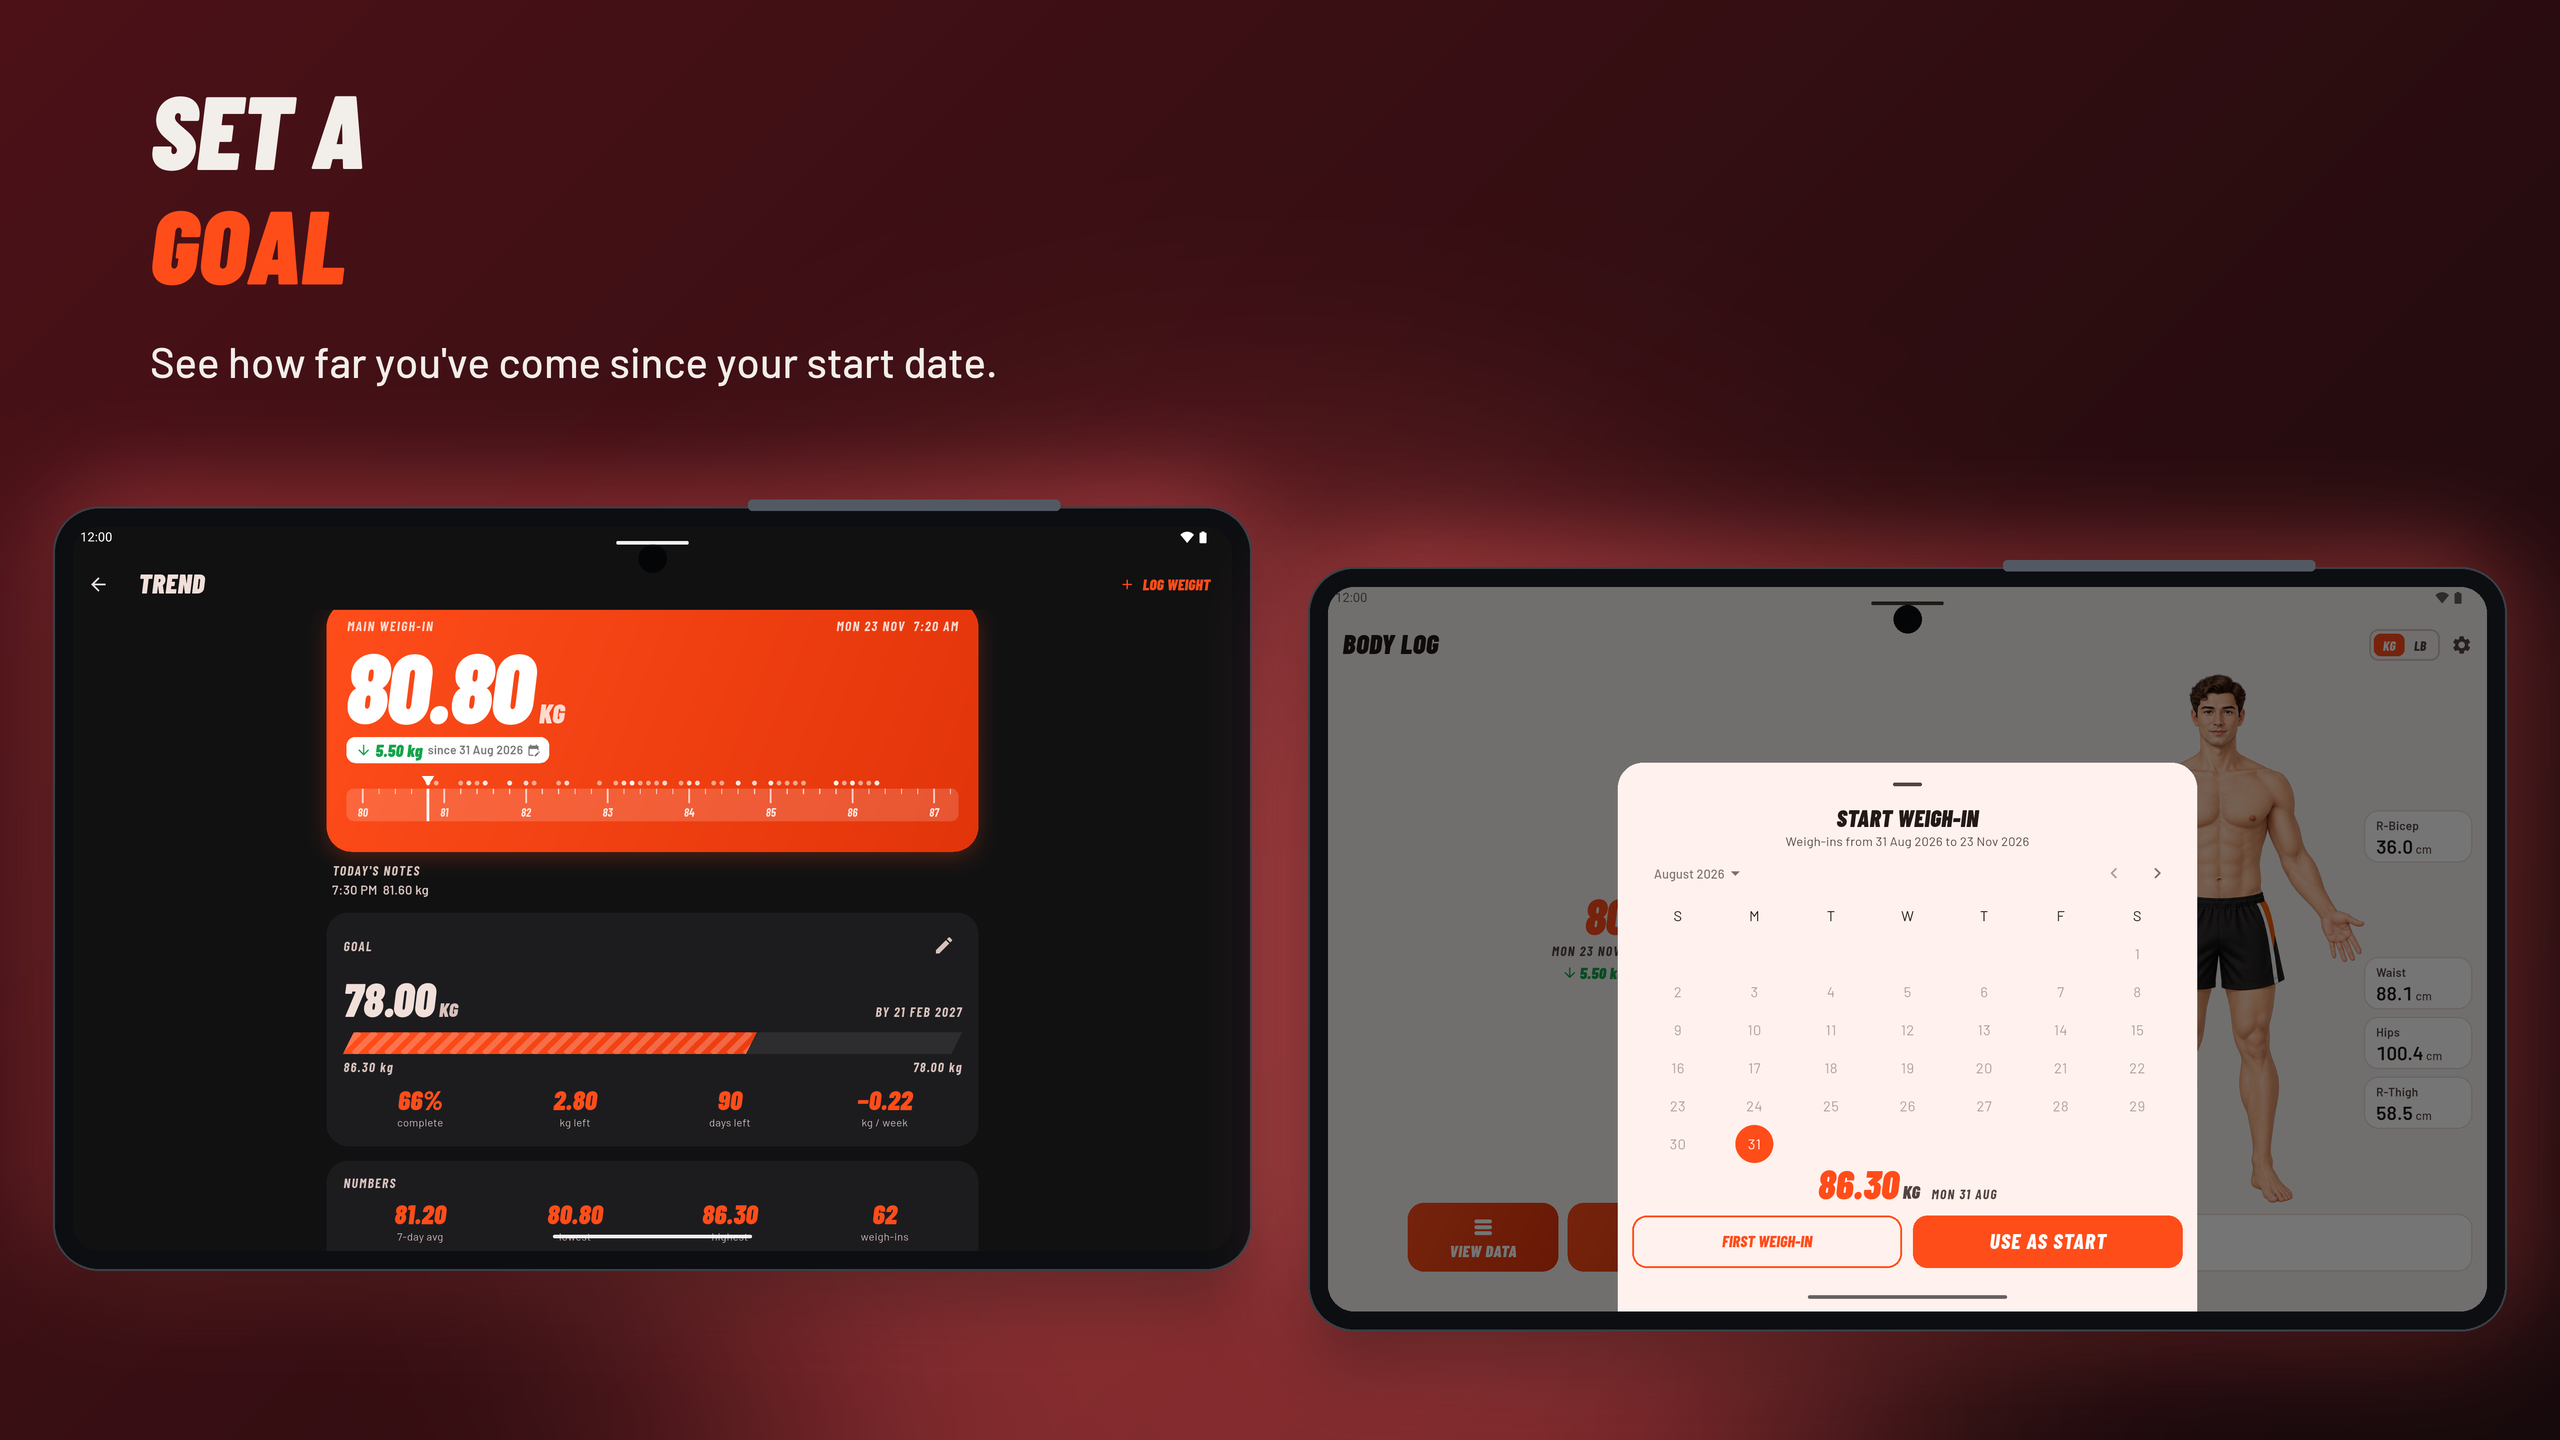 SET A
GOAL
See how far you've come since your start date.
12:00
TREND
+ LOG WEIGHT
MAIN WEIGH-IN
MON 23 NOV 7:20 AM
80.80 KG
↓ 5.50 kg since 31 Aug 2026
80 81 82 83 84 85 86 87
TODAY'S NOTES
7:30 PM 81.60 kg
GOAL
78.00 KG
BY 21 FEB 2027
86.30 kg
78.00 kg
66% 2.80 90 −0.22
complete kg left days left kg / week
NUMBERS
81.20 80.80 86.30 62
7-day avg lowest highest weigh-ins
12:00
BODY LOG
KG LB
R-Bicep
36.0 cm
Waist
88.1 cm
Hips
100.4 cm
R-Thigh
58.5 cm
80
MON 23 NOV
↓ 5.50 k
VIEW DATA
START WEIGH-IN
Weigh-ins from 31 Aug 2026 to 23 Nov 2026
August 2026
S M T W T F S
1
2 3 4 5 6 7 8
9 10 11 12 13 14 15
16 17 18 19 20 21 22
23 24 25 26 27 28 29
30 31
86.30 KG MON 31 AUG
FIRST WEIGH-IN
USE AS START